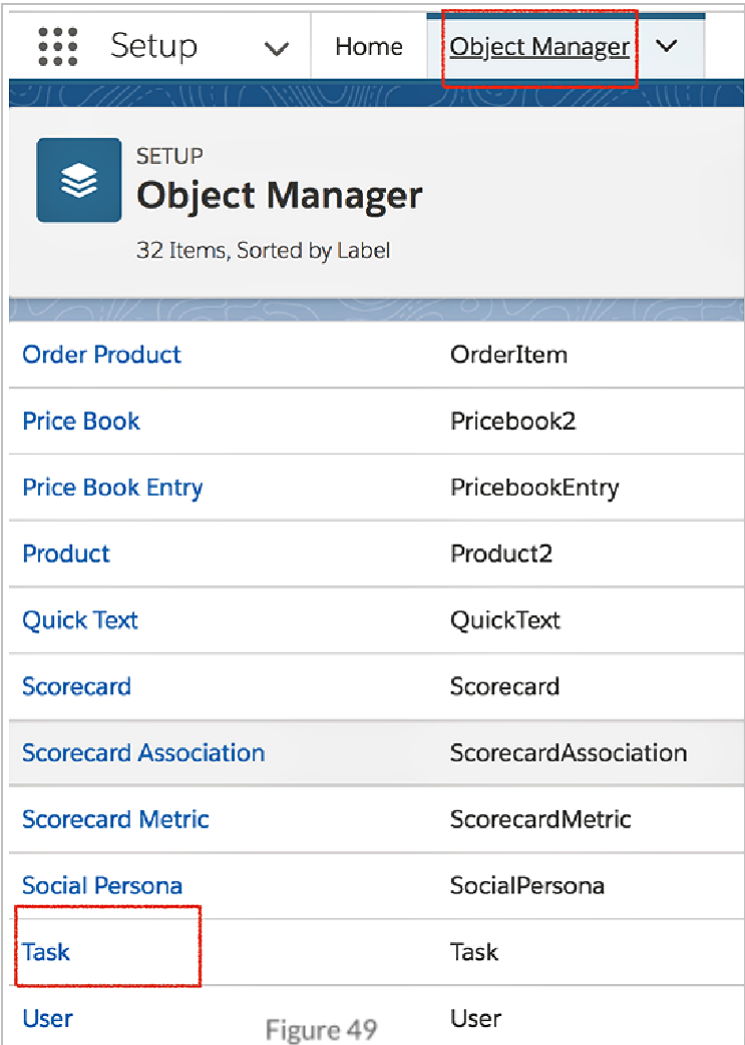 Setup Home Object Manager
SETUP
Object Manager
32 Items, Sorted by Label
Order Product OrderItem
Price Book Pricebook2
Price Book Entry PricebookEntry
Product Product2
Quick Text QuickText
Scorecard Scorecard
Scorecard Association ScorecardAssociation
Scorecard Metric ScorecardMetric
Social Persona SocialPersona
Task Task
User User
Figure 49